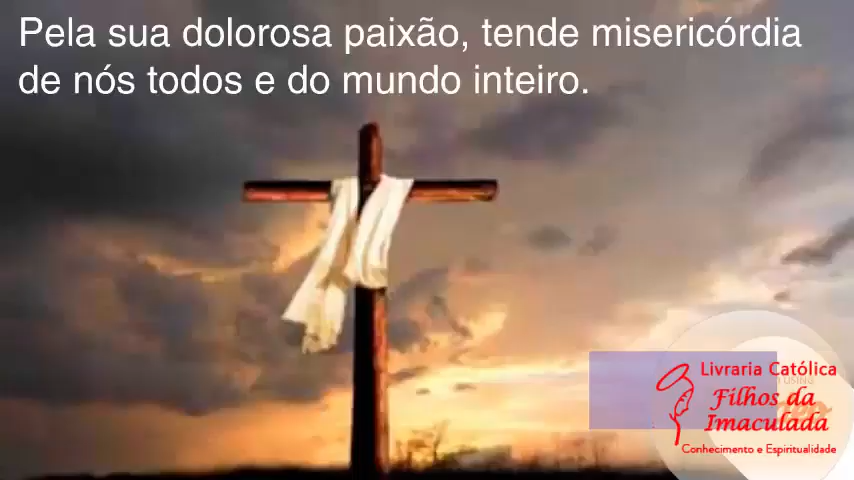 Pela sua dolorosa paixão, tende misericórdia
de nós todos e do mundo inteiro.
Livraria Católica
Filhos da
Imaculada
Conhecimento e Espiritualidade